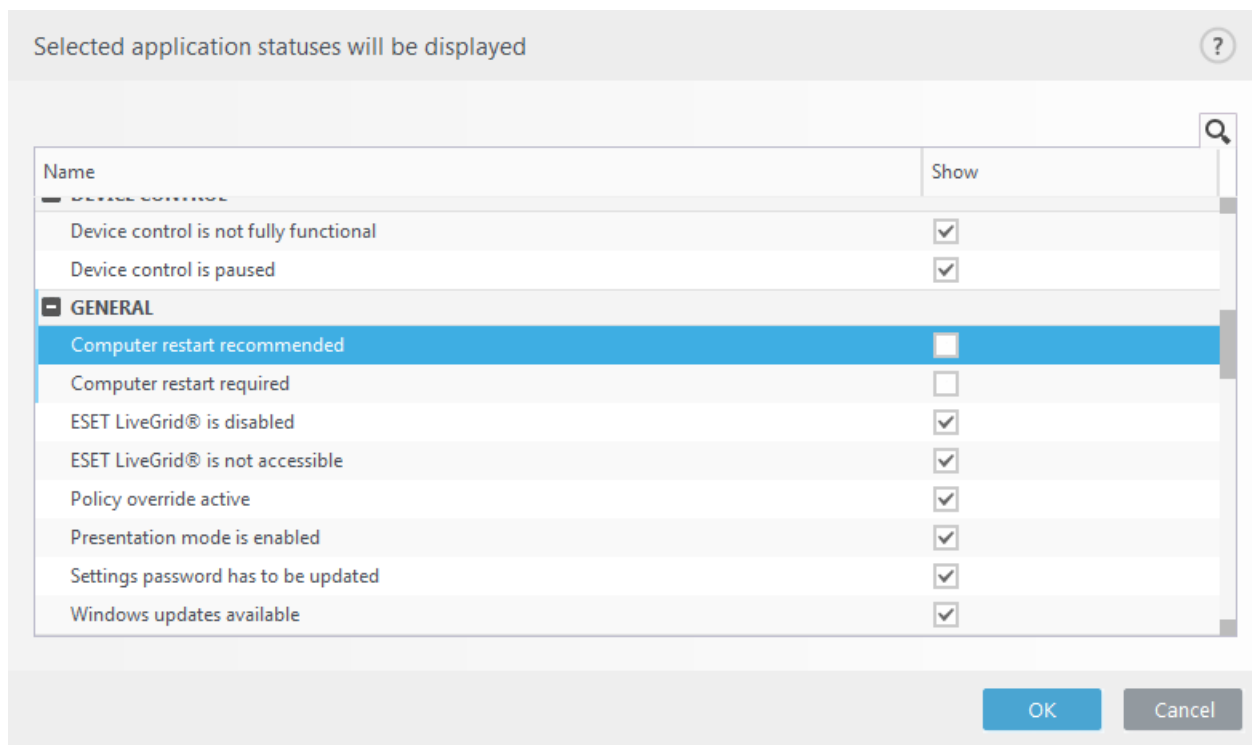 Selected application statuses will be displayed
?
Name Show
DEVICE CONTROL
Device control is not fully functional
Device control is paused
GENERAL
Computer restart recommended
Computer restart required
ESET LiveGrid® is disabled
ESET LiveGrid® is not accessible
Policy override active
Presentation mode is enabled
Settings password has to be updated
Windows updates available
OK Cancel